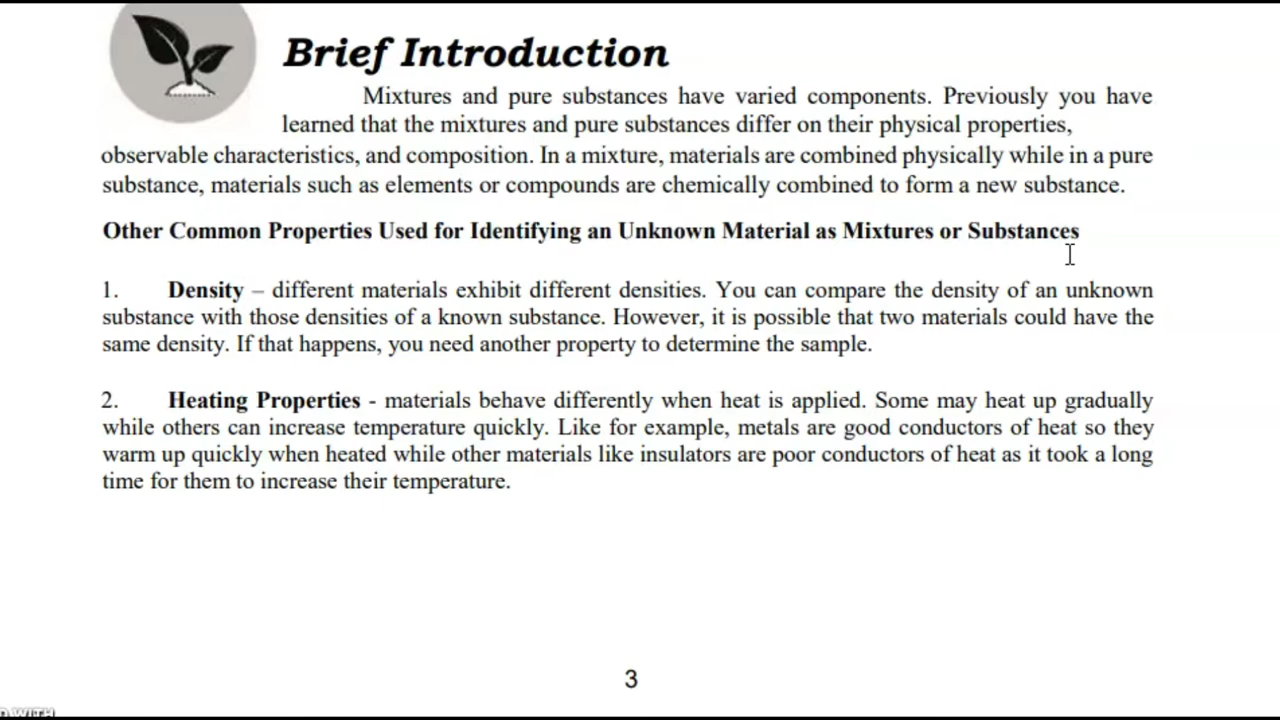 Brief Introduction
Mixtures and pure substances have varied components. Previously you have
learned that the mixtures and pure substances differ on their physical properties,
observable characteristics, and composition. In a mixture, materials are combined physically while in a pure
substance, materials such as elements or compounds are chemically combined to form a new substance.
Other Common Properties Used for Identifying an Unknown Material as Mixtures or Substances
1. Density – different materials exhibit different densities. You can compare the density of an unknown
substance with those densities of a known substance. However, it is possible that two materials could have the
same density. If that happens, you need another property to determine the sample.
2. Heating Properties - materials behave differently when heat is applied. Some may heat up gradually
while others can increase temperature quickly. Like for example, metals are good conductors of heat so they
warm up quickly when heated while other materials like insulators are poor conductors of heat as it took a long
time for them to increase their temperature.
3